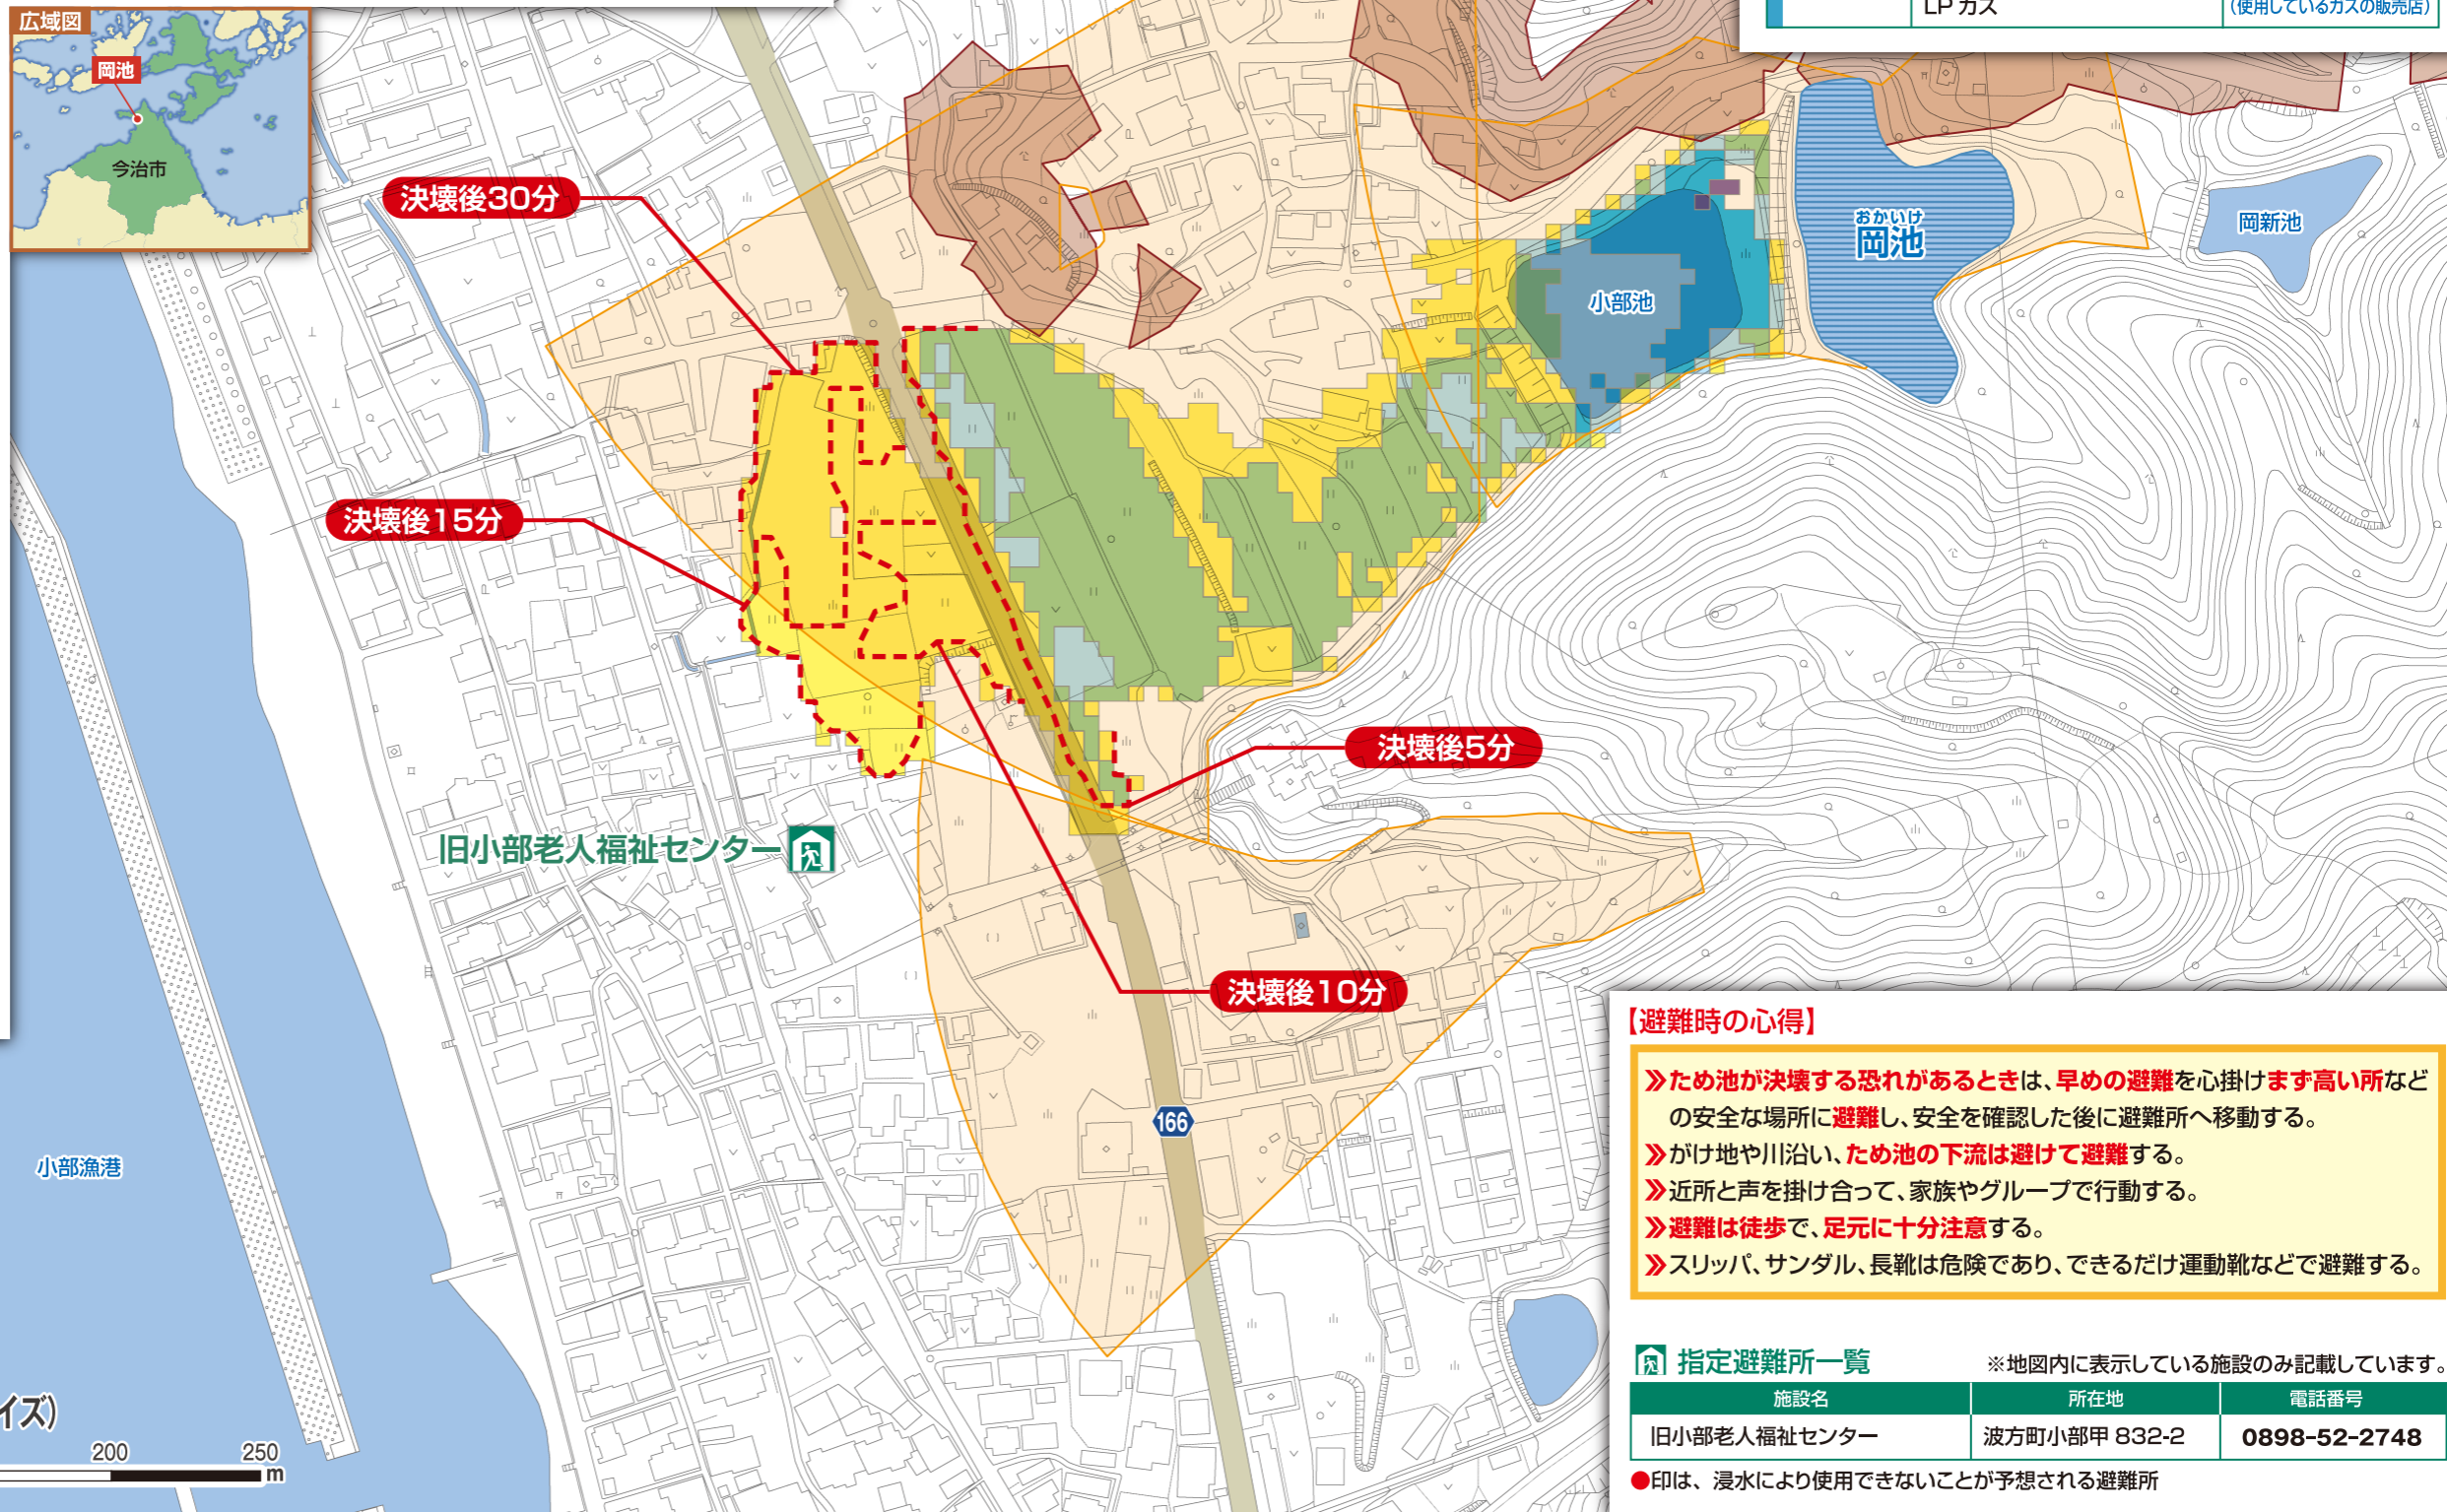 広域図
岡池
今治市
LPガス
(使用しているガスの販売店)
決壊後30分
おかいけ
岡池
岡新池
小部池
決壊後15分
決壊後5分
旧小部老人福祉センター
決壊後10分
166
小部漁港
イズ)
200
250
m
【避難時の心得】
≫ため池が決壊する恐れがあるときは、早めの避難を心掛けまず高い所など
の安全な場所に避難し、安全を確認した後に避難所へ移動する。
≫がけ地や川沿い、ため池の下流は避けて避難する。
≫近所と声を掛け合って、家族やグループで行動する。
≫避難は徒歩で、足元に十分注意する。
≫スリッパ、サンダル、長靴は危険であり、できるだけ運動靴などで避難する。
指定避難所一覧 ※地図内に表示している施設のみ記載しています。
施設名 所在地 電話番号
旧小部老人福祉センター 波方町小部甲 832-2 0898-52-2748
●印は、浸水により使用できないことが予想される避難所